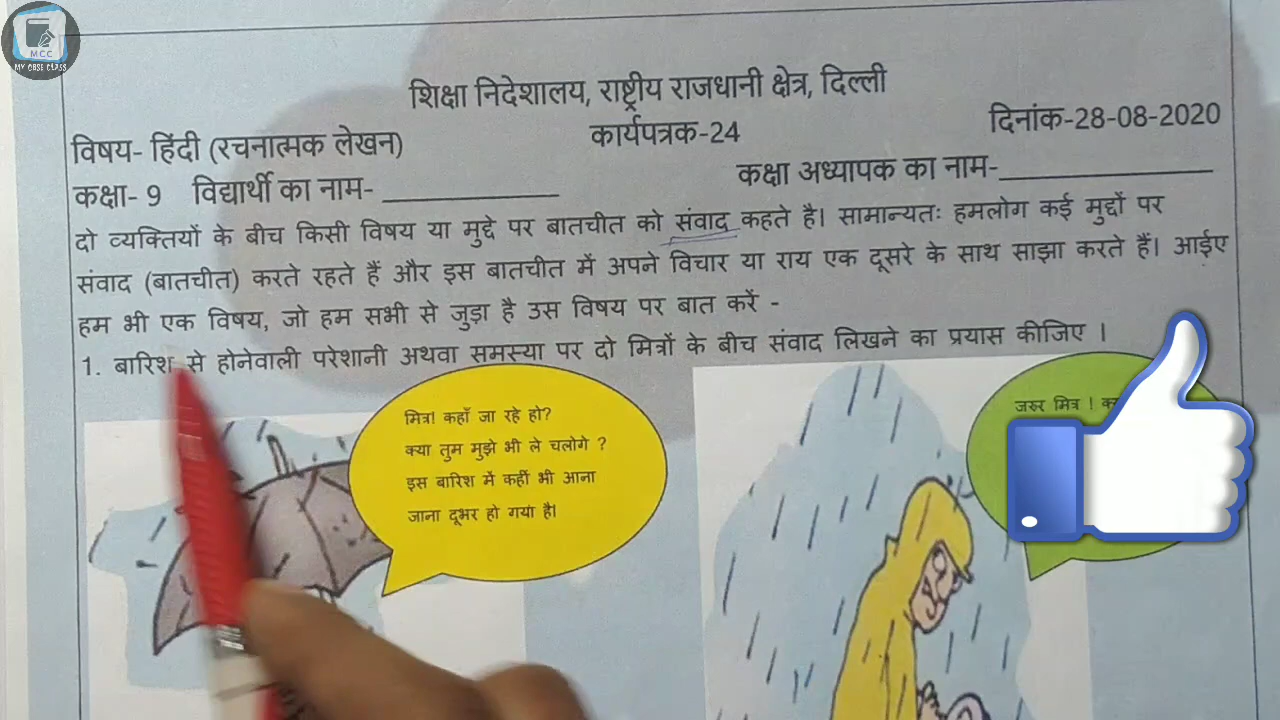 MCC
MY CBSE CLASS
शिक्षा निदेशालय, राष्ट्रीय राजधानी क्षेत्र, दिल्ली
विषय- हिंदी (रचनात्मक लेखन)
कार्यपत्रक-24
दिनांक-28-08-2020
कक्षा- 9 विद्यार्थी का नाम-
कक्षा अध्यापक का नाम-
दो व्यक्तियों के बीच किसी विषय या मुद्दे पर बातचीत को संवाद कहते है। सामान्यतः हमलोग कई मुद्दों पर
संवाद (बातचीत) करते रहते हैं और इस बातचीत में अपने विचार या राय एक दूसरे के साथ साझा करते हैं। आईए
हम भी एक विषय, जो हम सभी से जुड़ा है उस विषय पर बात करें -
1. बारिश से होनेवाली परेशानी अथवा समस्या पर दो मित्रों के बीच संवाद लिखने का प्रयास कीजिए ।
मित्र! कहाँ जा रहे हो?
क्या तुम मुझे भी ले चलोगे ?
इस बारिश में कहीं भी आना
जाना दूभर हो गया है।
जरुर मित्र !